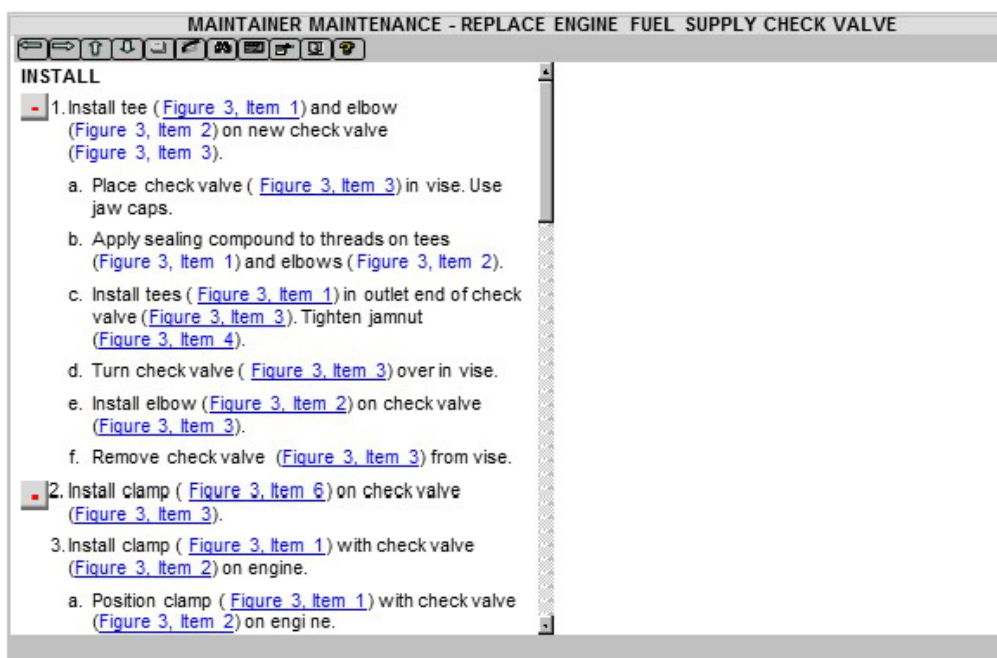 MAINTAINER MAINTENANCE - REPLACE ENGINE FUEL SUPPLY CHECK VALVE
INSTALL
1. Install tee (Figure 3, Item 1) and elbow
(Figure 3, Item 2) on new check valve
(Figure 3, Item 3).
a. Place check valve (Figure 3, Item 3) in vise. Use
jaw caps.
b. Apply sealing compound to threads on tees
(Figure 3, Item 1) and elbows (Figure 3, Item 2).
c. Install tees (Figure 3, Item 1) in outlet end of check
valve (Figure 3, Item 3). Tighten jamnut
(Figure 3, Item 4).
d. Turn check valve (Figure 3, Item 3) over in vise.
e. Install elbow (Figure 3, Item 2) on check valve
(Figure 3, Item 3).
f. Remove check valve (Figure 3, Item 3) from vise.
2. Install clamp (Figure 3, Item 6) on check valve
(Figure 3, Item 3).
3. Install clamp (Figure 3, Item 1) with check valve
(Figure 3, Item 2) on engine.
a. Position clamp (Figure 3, Item 1) with check valve
(Figure 3, Item 2) on engine.